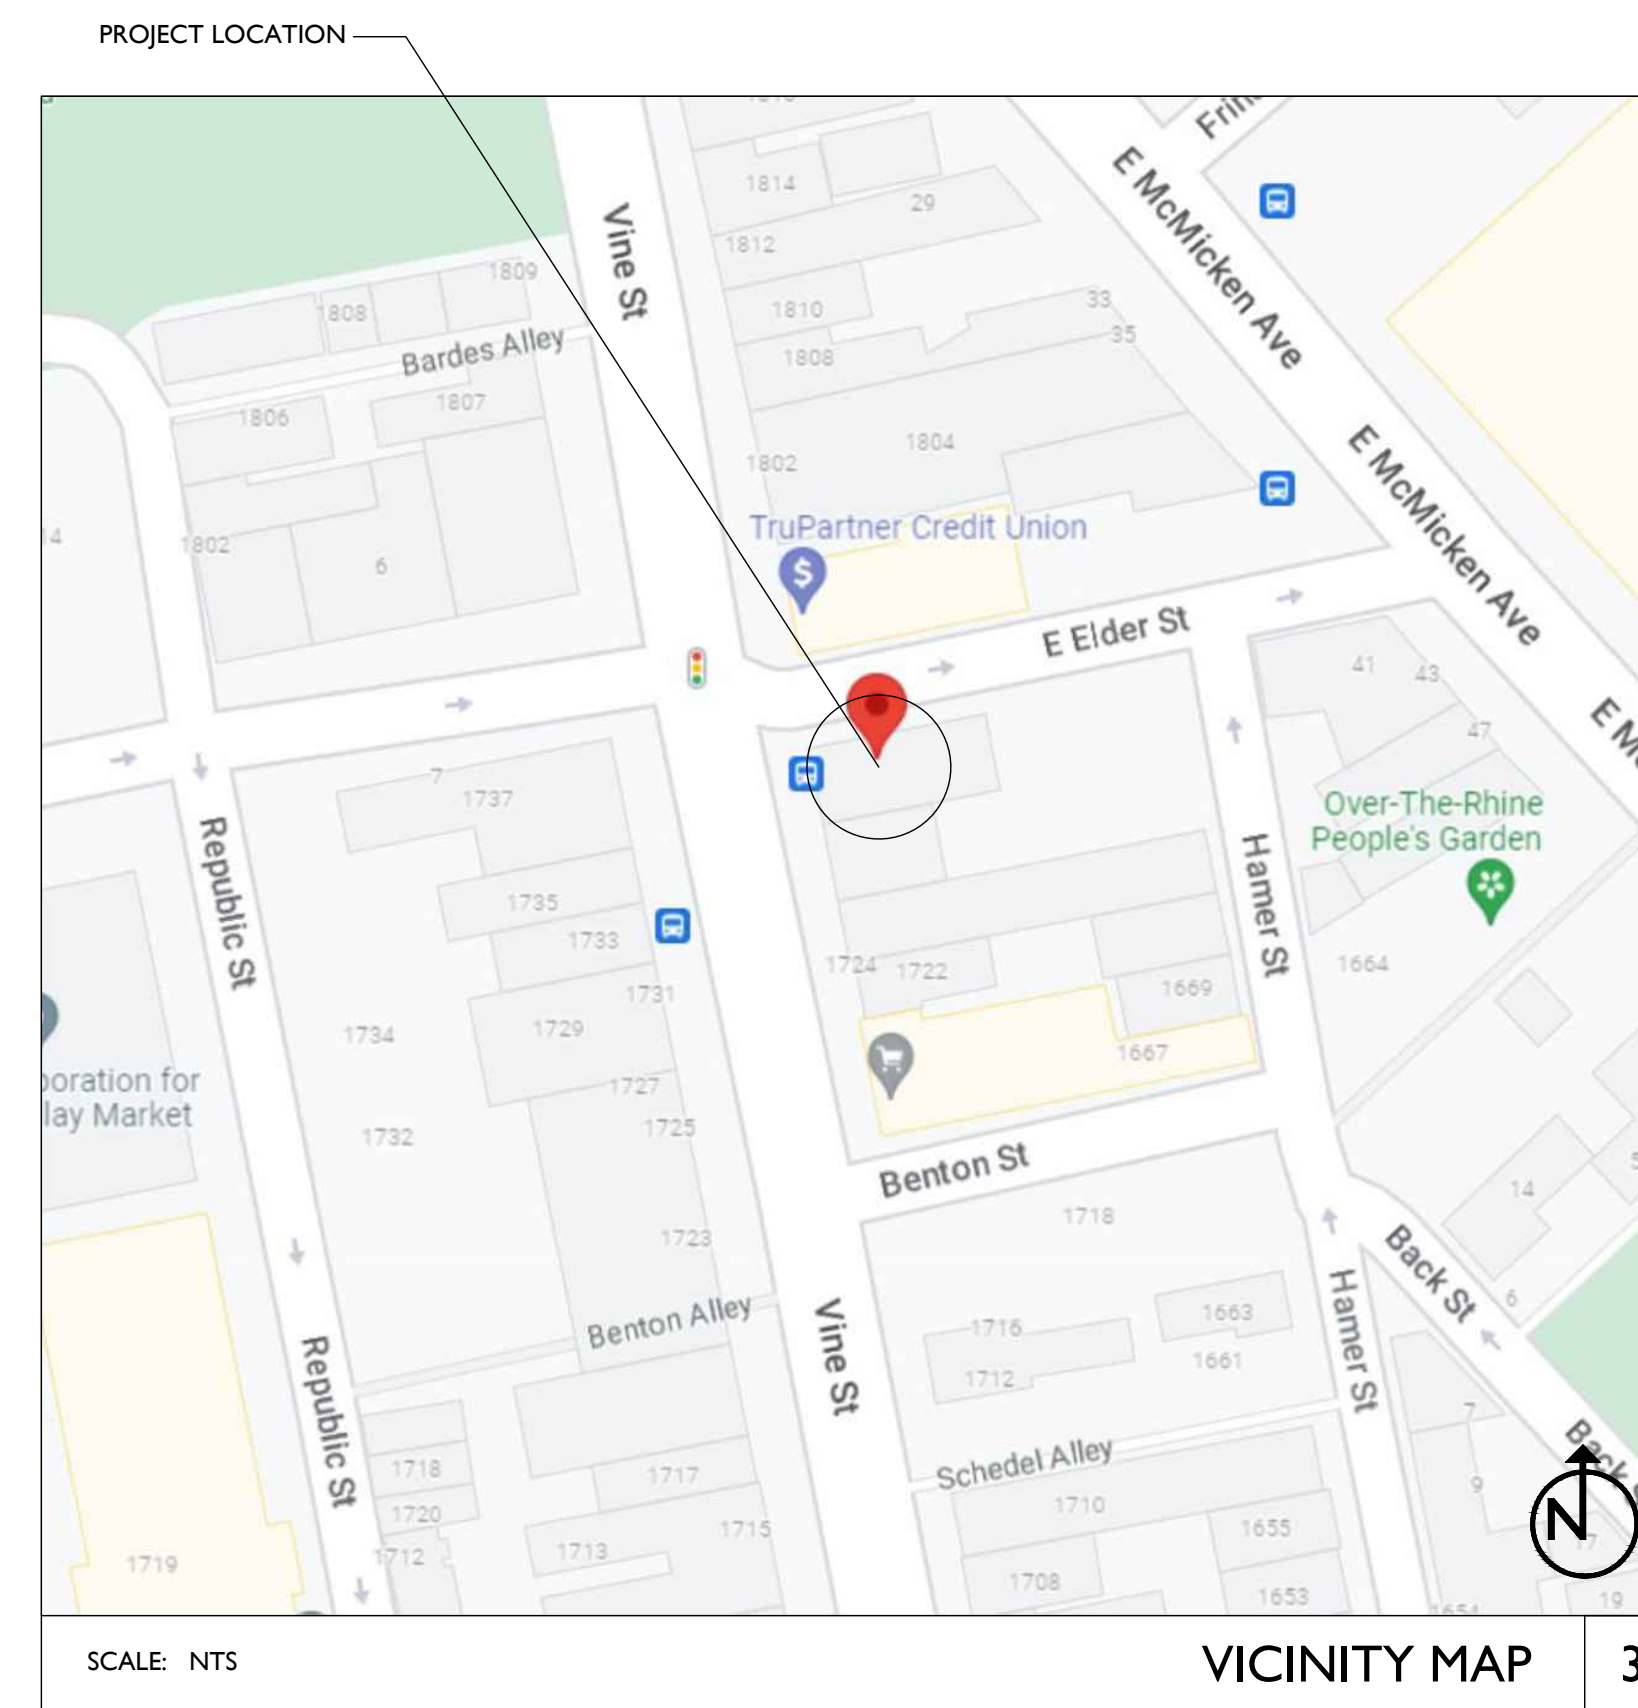 PROJECT LOCATION
Vine St
E McMicken Ave
1814
29
1812
1809
1808
1810
33
35
1808
Bardes Alley
1807
1806
1804
1802
E McMicken Ave
TruPartner Credit Union
1802
6
E Elder St
41
43
47
7
1737
Over-The-Rhine
People's Garden
Republic St
Hamer St
1735
1733
1724
1722
1664
1731
1669
1734
1729
1667
1727
lay Market
1732
1725
Benton St
14
1718
1723
Back St
6
Benton Alley
1716
1663
Vine St
Hamer St
1661
1712
Republic St
7
Schedel Alley
1718
1717
9
1710
1720
1715
1655
N
17
1712
1713
1719
1708
1653
19
SCALE: NTS
VICINITY MAP
3